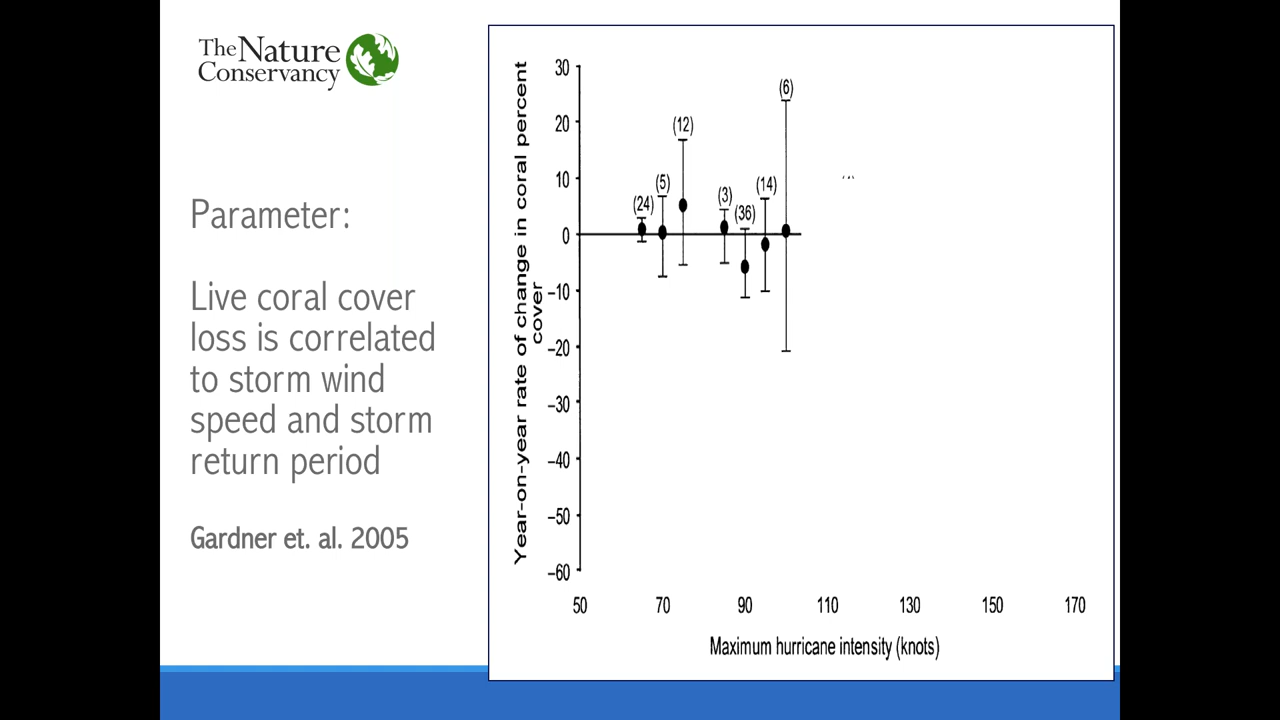 The Nature
Conservancy
Parameter:
Live coral cover
loss is correlated
to storm wind
speed and storm
return period
Gardner et. al. 2005
Year-on-year rate of change in coral percent
cover
30
20
10
0
–10
–20
–30
–40
–50
–60
(24)
(5)
(12)
(3)
(36)
(14)
(6)
50 70 90 110 130 150 170
Maximum hurricane intensity (knots)